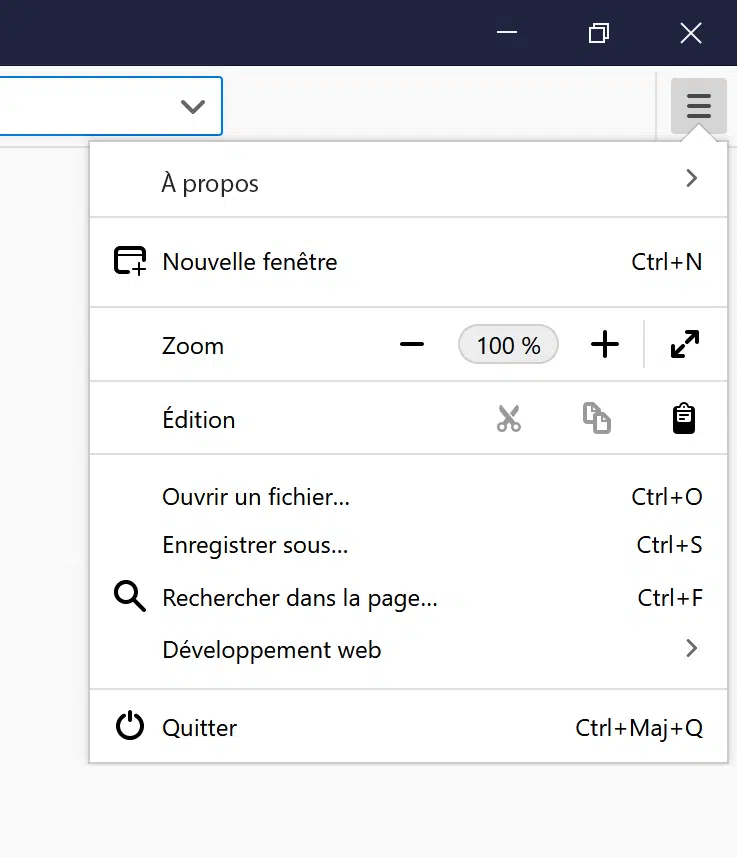 À propos
Nouvelle fenêtre Ctrl+N
Zoom 100 %
Édition
Ouvrir un fichier... Ctrl+O
Enregistrer sous... Ctrl+S
Rechercher dans la page... Ctrl+F
Développement web
Quitter Ctrl+Maj+Q